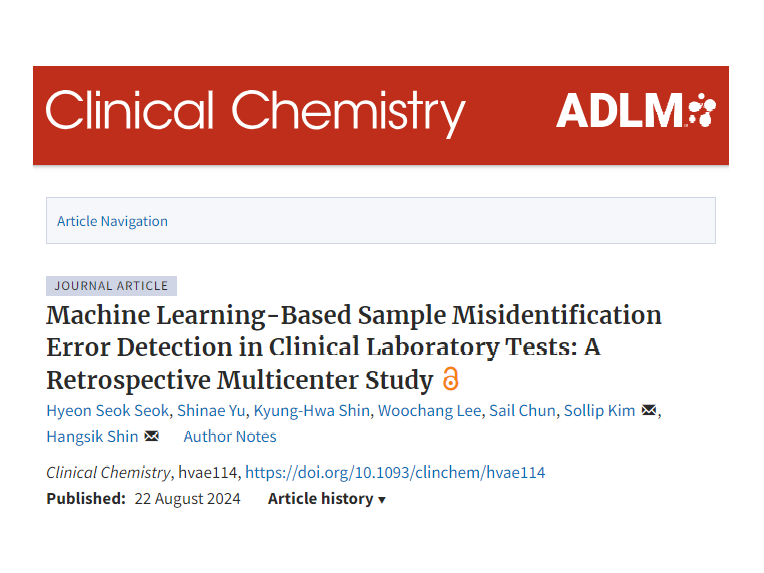 Clinical Chemistry
ADLM
Article Navigation
JOURNAL ARTICLE
Machine Learning-Based Sample Misidentification
Error Detection in Clinical Laboratory Tests: A
Retrospective Multicenter Study
Hyeon Seok Seok, Shinae Yu, Kyung-Hwa Shin, Woochang Lee, Sail Chun, Sollip Kim ,
Hangsik Shin Author Notes
Clinical Chemistry, hvae114, https://doi.org/10.1093/clinchem/hvae114
Published: 22 August 2024 Article history